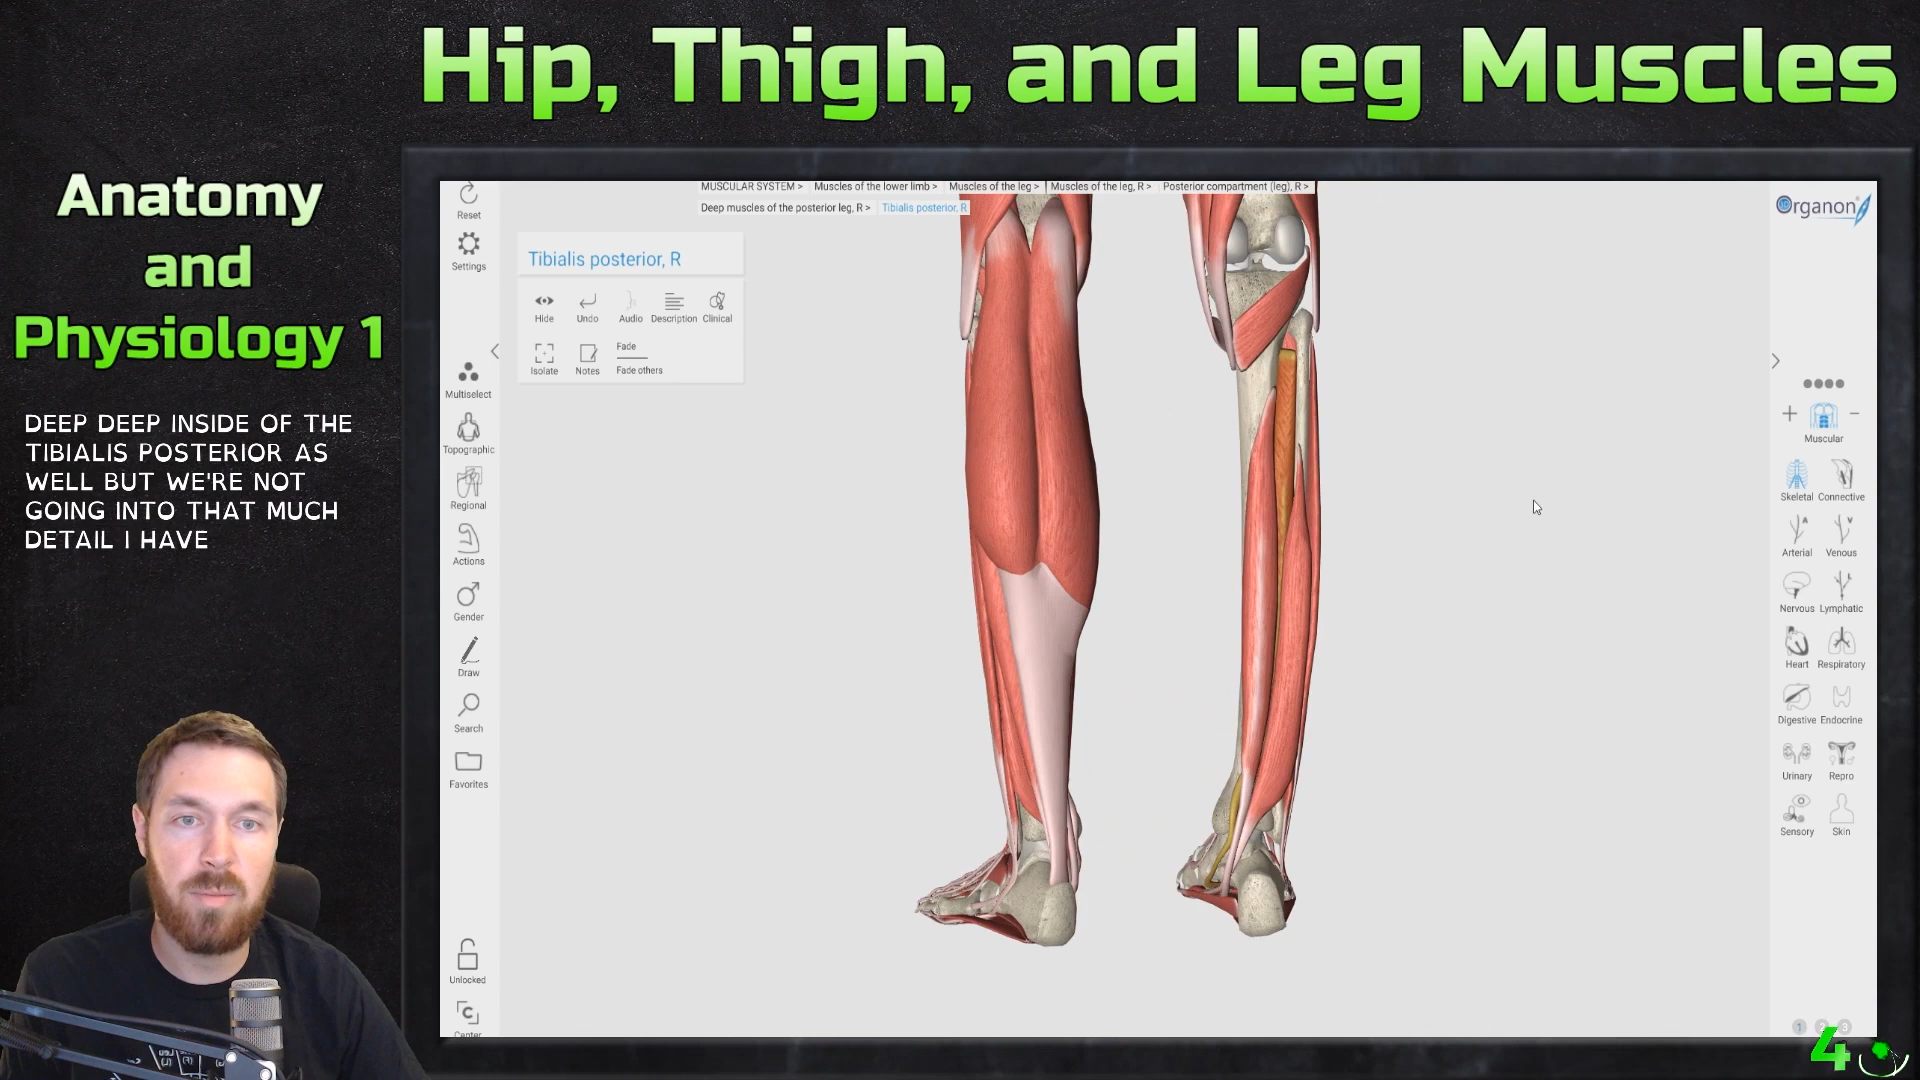 Hip, Thigh, and Leg Muscles
Anatomy
and
Physiology 1
DEEP DEEP INSIDE OF THE
TIBIALIS POSTERIOR AS
WELL BUT WE'RE NOT
GOING INTO THAT MUCH
DETAIL I HAVE
Reset
Settings
Multiselect
Topographic
Regional
Actions
Gender
Draw
Search
Favorites
Unlocked
Center
MUSCULAR SYSTEM > Muscles of the lower limb > Muscles of the leg > Muscles of the leg, R > Posterior compartment (leg), R >
Deep muscles of the posterior leg, R > Tibialis posterior, R
Tibialis posterior, R
Hide Undo Audio Description Clinical
Isolate Notes Fade
Fade others
3D Organon
+ −
Muscular
Skeletal Connective
Arterial Venous
Nervous Lymphatic
Heart Respiratory
Digestive Endocrine
Urinary Repro
Sensory Skin
1 2 3
4